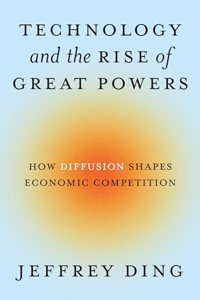 TECHNOLOGY
and the RISE of
GREAT POWERS
HOW DIFFUSION SHAPES
ECONOMIC COMPETITION
JEFFREY DING